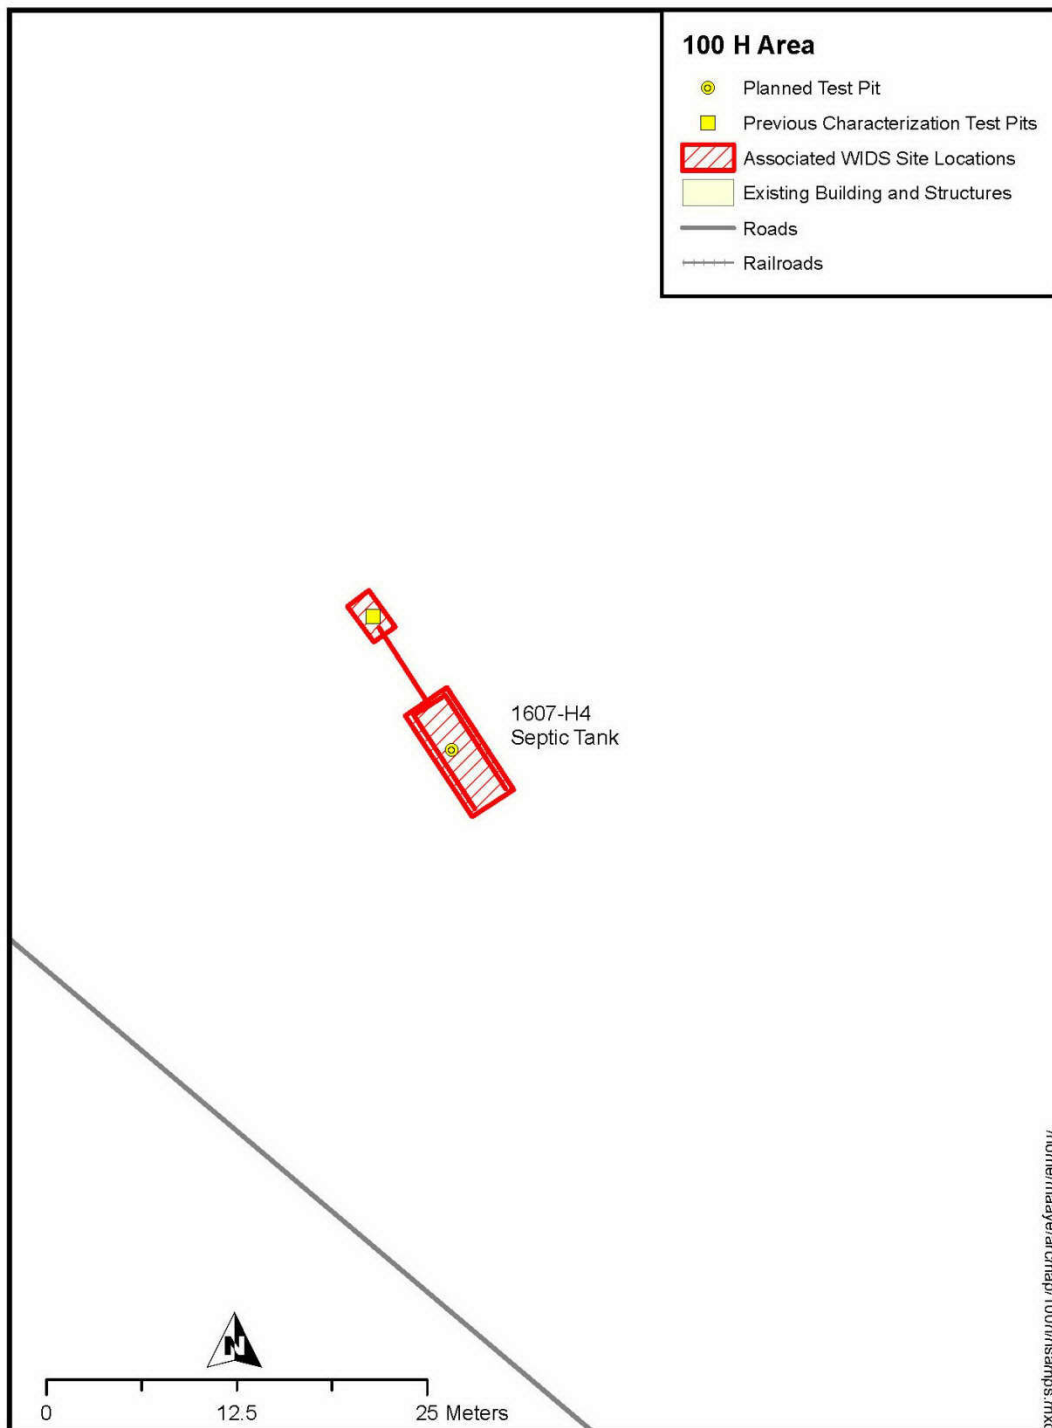 100 H Area
Planned Test Pit
Previous Characterization Test Pits
Associated WIDS Site Locations
Existing Building and Structures
Roads
Railroads
1607-H4
Septic Tank
N
0 12.5 25 Meters